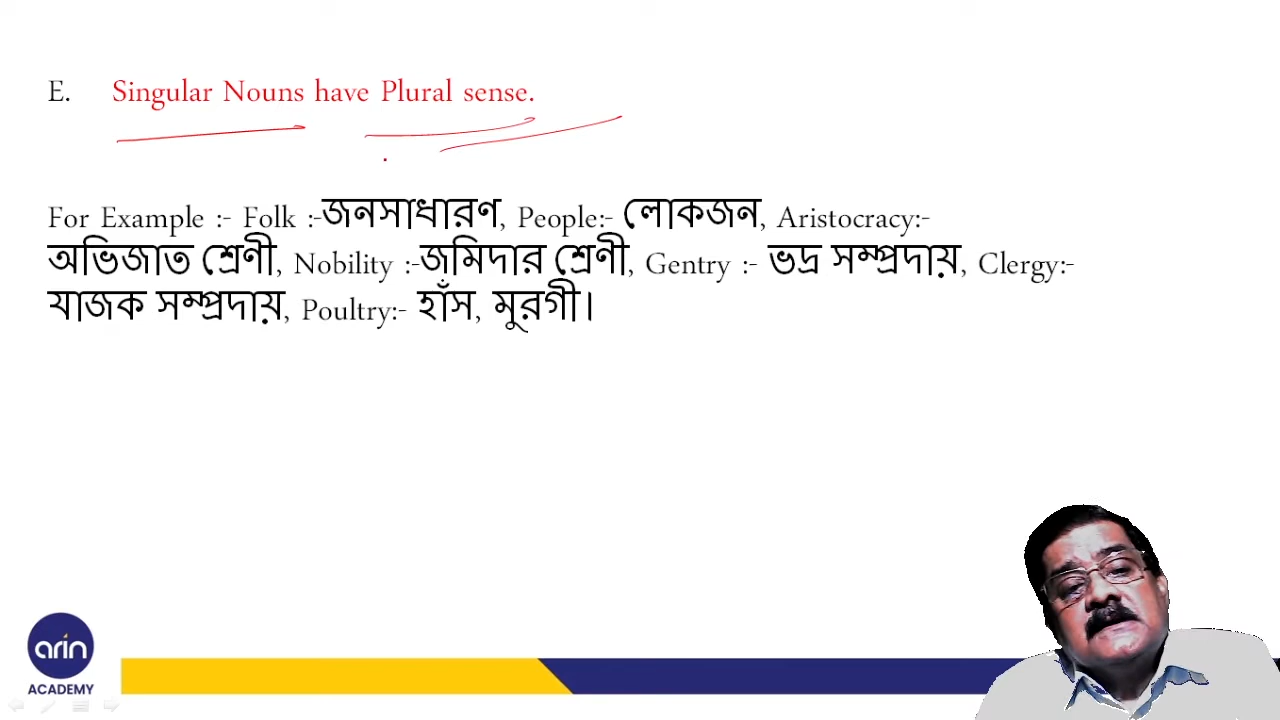 E. Singular Nouns have Plural sense.
For Example :- Folk :-জনসাধারণ, People:- লোকজন, Aristocracy:-
অভিজাত শ্রেণী, Nobility :-জমিদার শ্রেণী, Gentry :- ভদ্র সম্প্রদায়, Clergy:-
যাজক সম্প্রদায়, Poultry:- হাঁস, মুরগী।
arin
ACADEMY